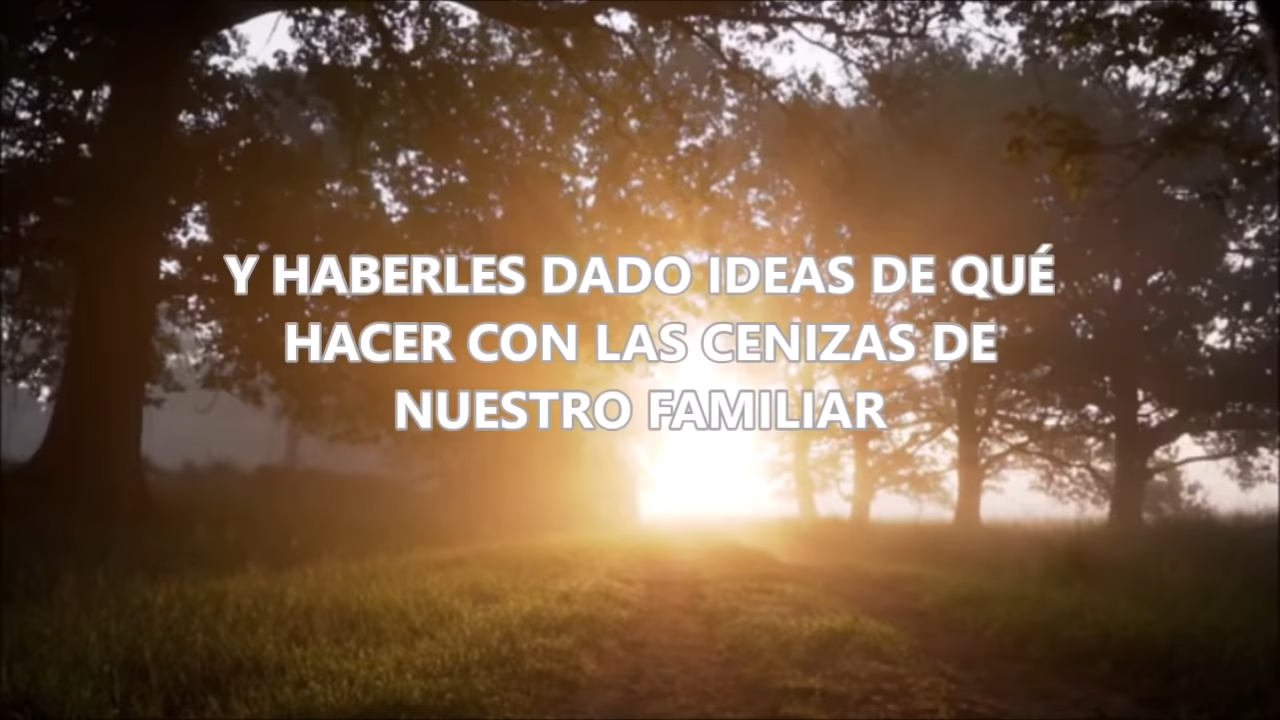 Y HABERLES DADO IDEAS DE QUÉ
HACER CON LAS CENIZAS DE
NUESTRO FAMILIAR